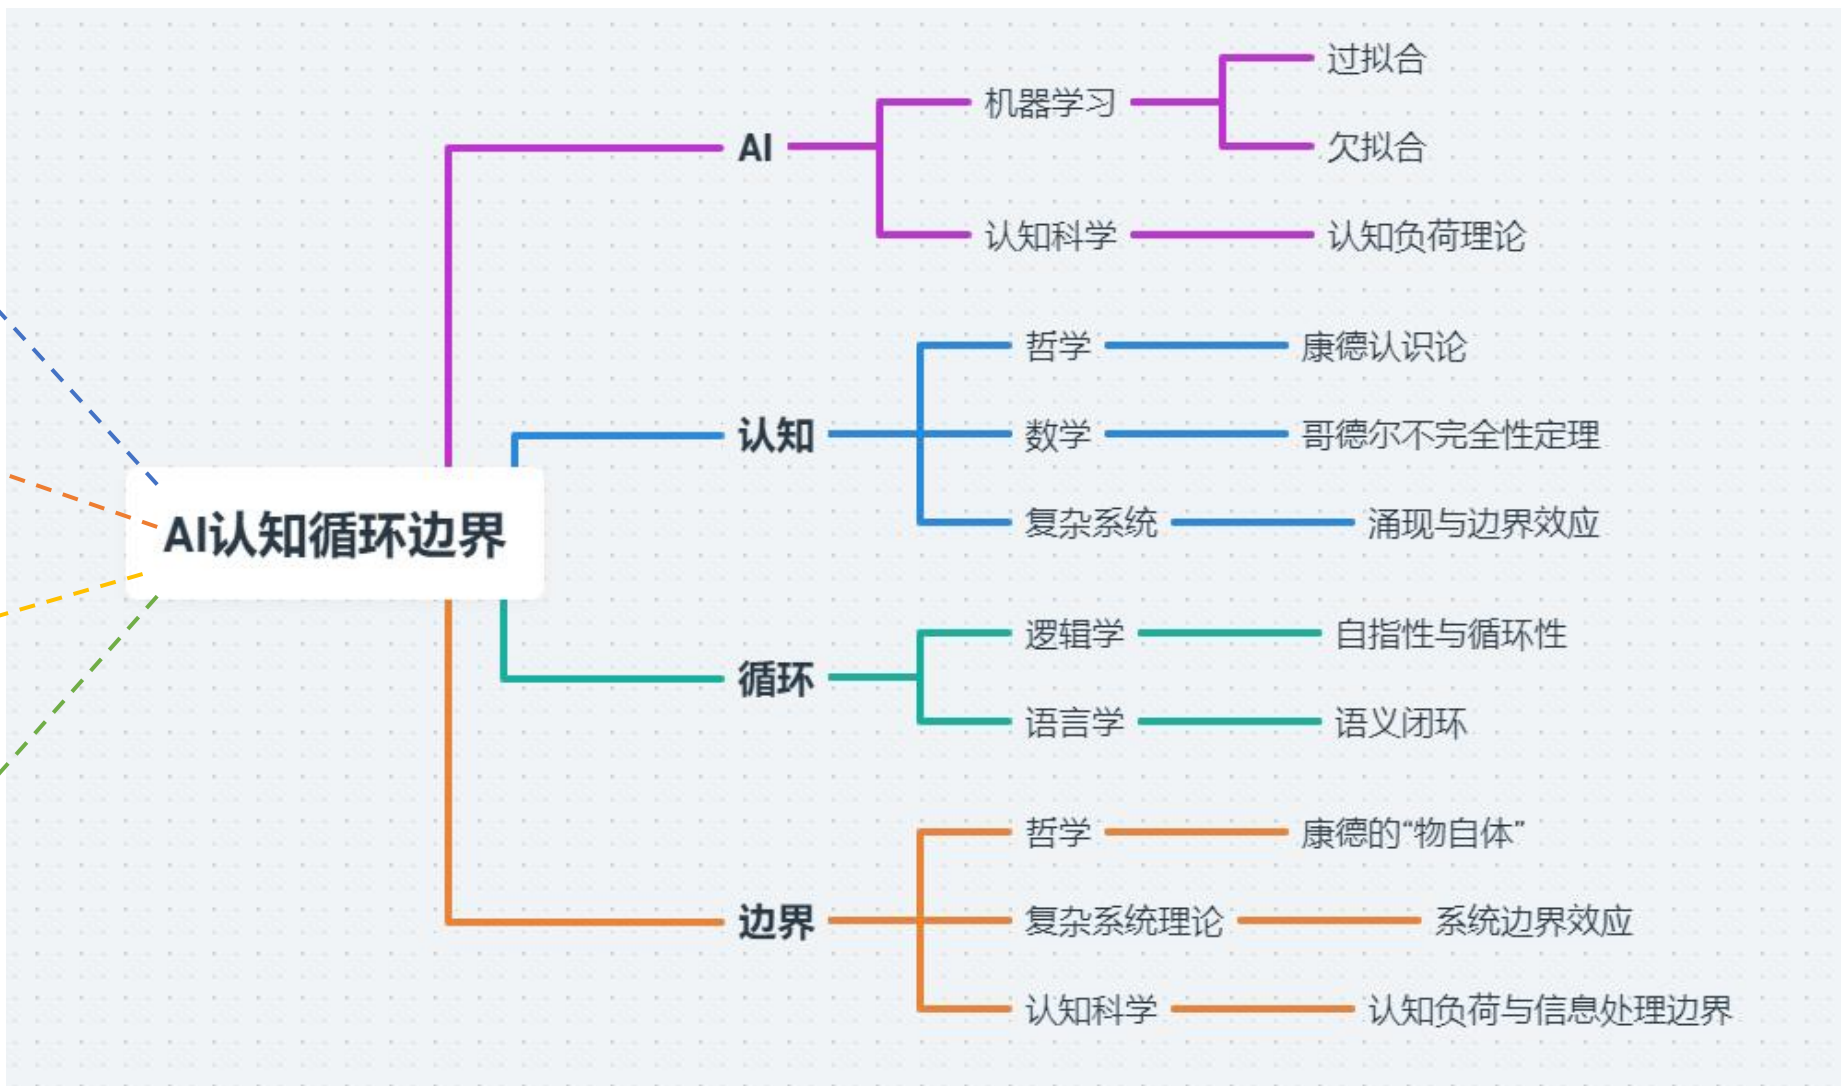 AI认知循环边界
AI
机器学习
过拟合
欠拟合
认知科学
认知负荷理论
认知
哲学
康德认识论
数学
哥德尔不完全性定理
复杂系统
涌现与边界效应
循环
逻辑学
自指性与循环性
语言学
语义闭环
边界
哲学
康德的“物自体”
复杂系统理论
系统边界效应
认知科学
认知负荷与信息处理边界